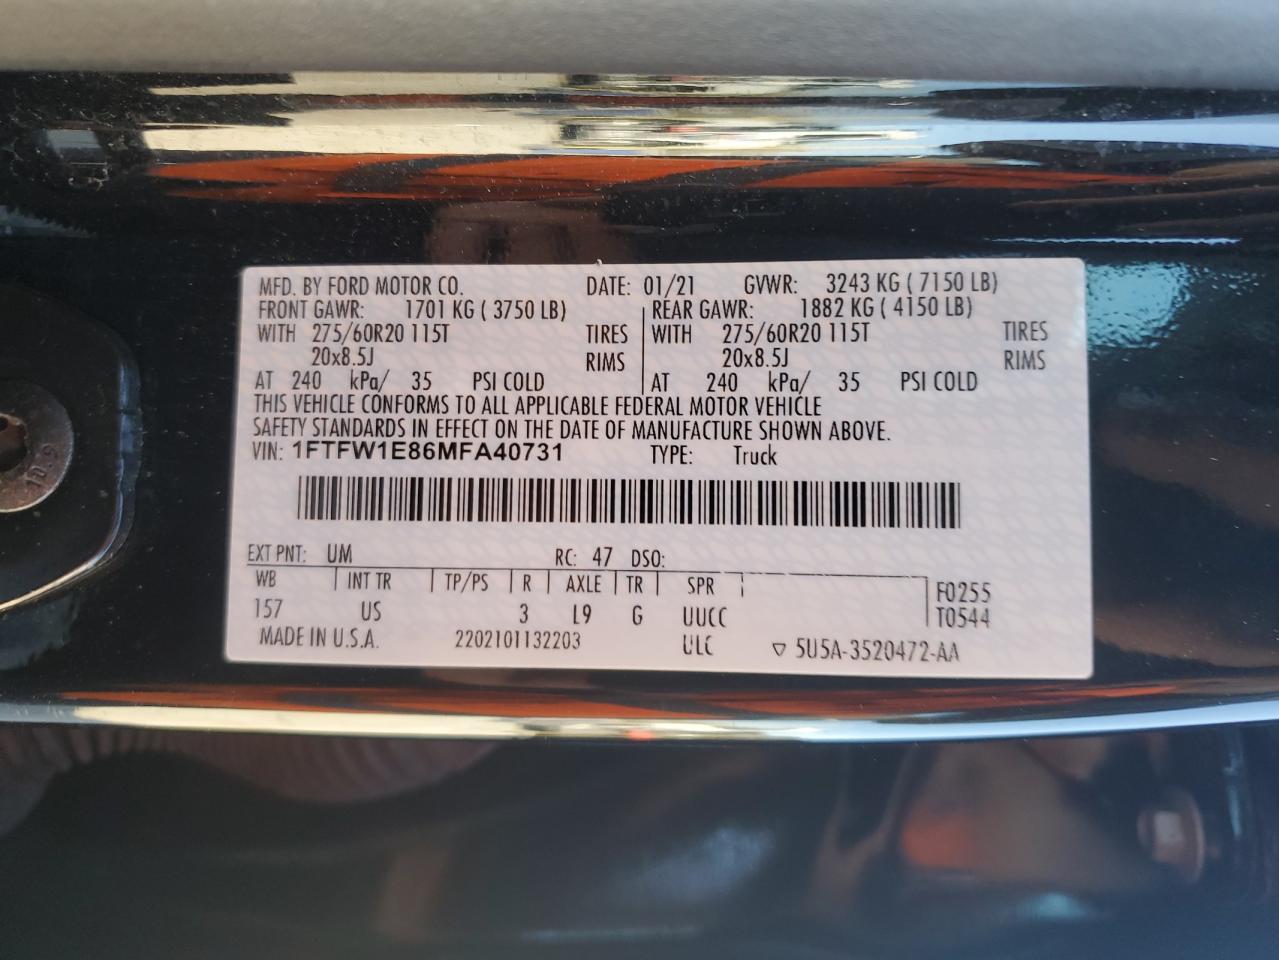 MFD. BY FORD MOTOR CO. DATE: 01/21 GVWR: 3243 KG ( 7150 LB)
FRONT GAWR: 1701 KG ( 3750 LB) REAR GAWR: 1882 KG ( 4150 LB)
WITH 275/60R20 115T TIRES WITH 275/60R20 115T TIRES
20x8.5J RIMS 20x8.5J RIMS
AT 240 kPa/ 35 PSI COLD AT 240 kPa/ 35 PSI COLD
THIS VEHICLE CONFORMS TO ALL APPLICABLE FEDERAL MOTOR VEHICLE
SAFETY STANDARDS IN EFFECT ON THE DATE OF MANUFACTURE SHOWN ABOVE.
VIN: 1FTFW1E86MFA40731 TYPE: Truck
EXT PNT: UM RC: 47 DSO:
WB INT TR TP/PS R AXLE TR SPR F0255
157 US 3 L9 G UUCC T0544
MADE IN U.S.A. 2202101132203 ULC ▽ 5U5A-3520472-AA
10.9